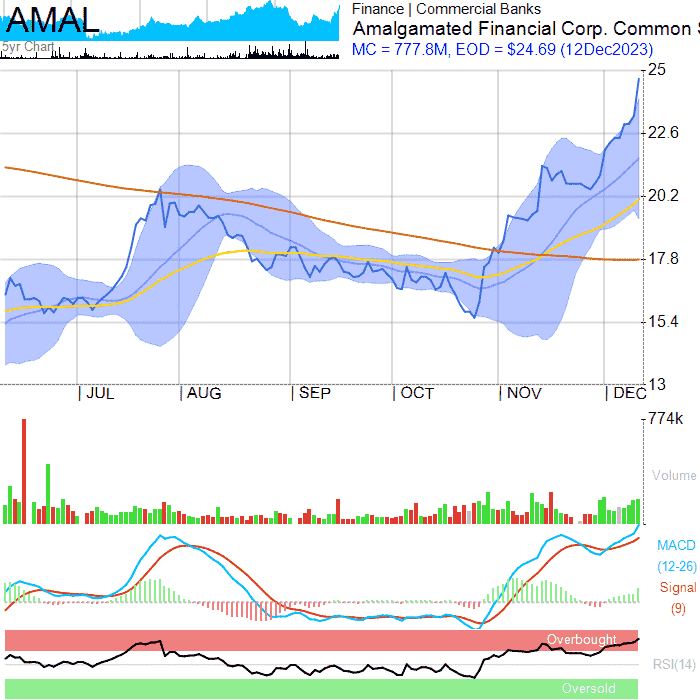 AMAL
5yr Chart
Finance | Commercial Banks
Amalgamated Financial Corp. Common S
MC = 777.8M, EOD = $24.69 (12Dec2023)
25
22.6
20.2
17.8
15.4
13
| JUL | AUG | SEP | OCT | NOV | DEC
774k
Volume
MACD
(12-26)
Signal
(9)
Overbought
RSI(14)
Oversold